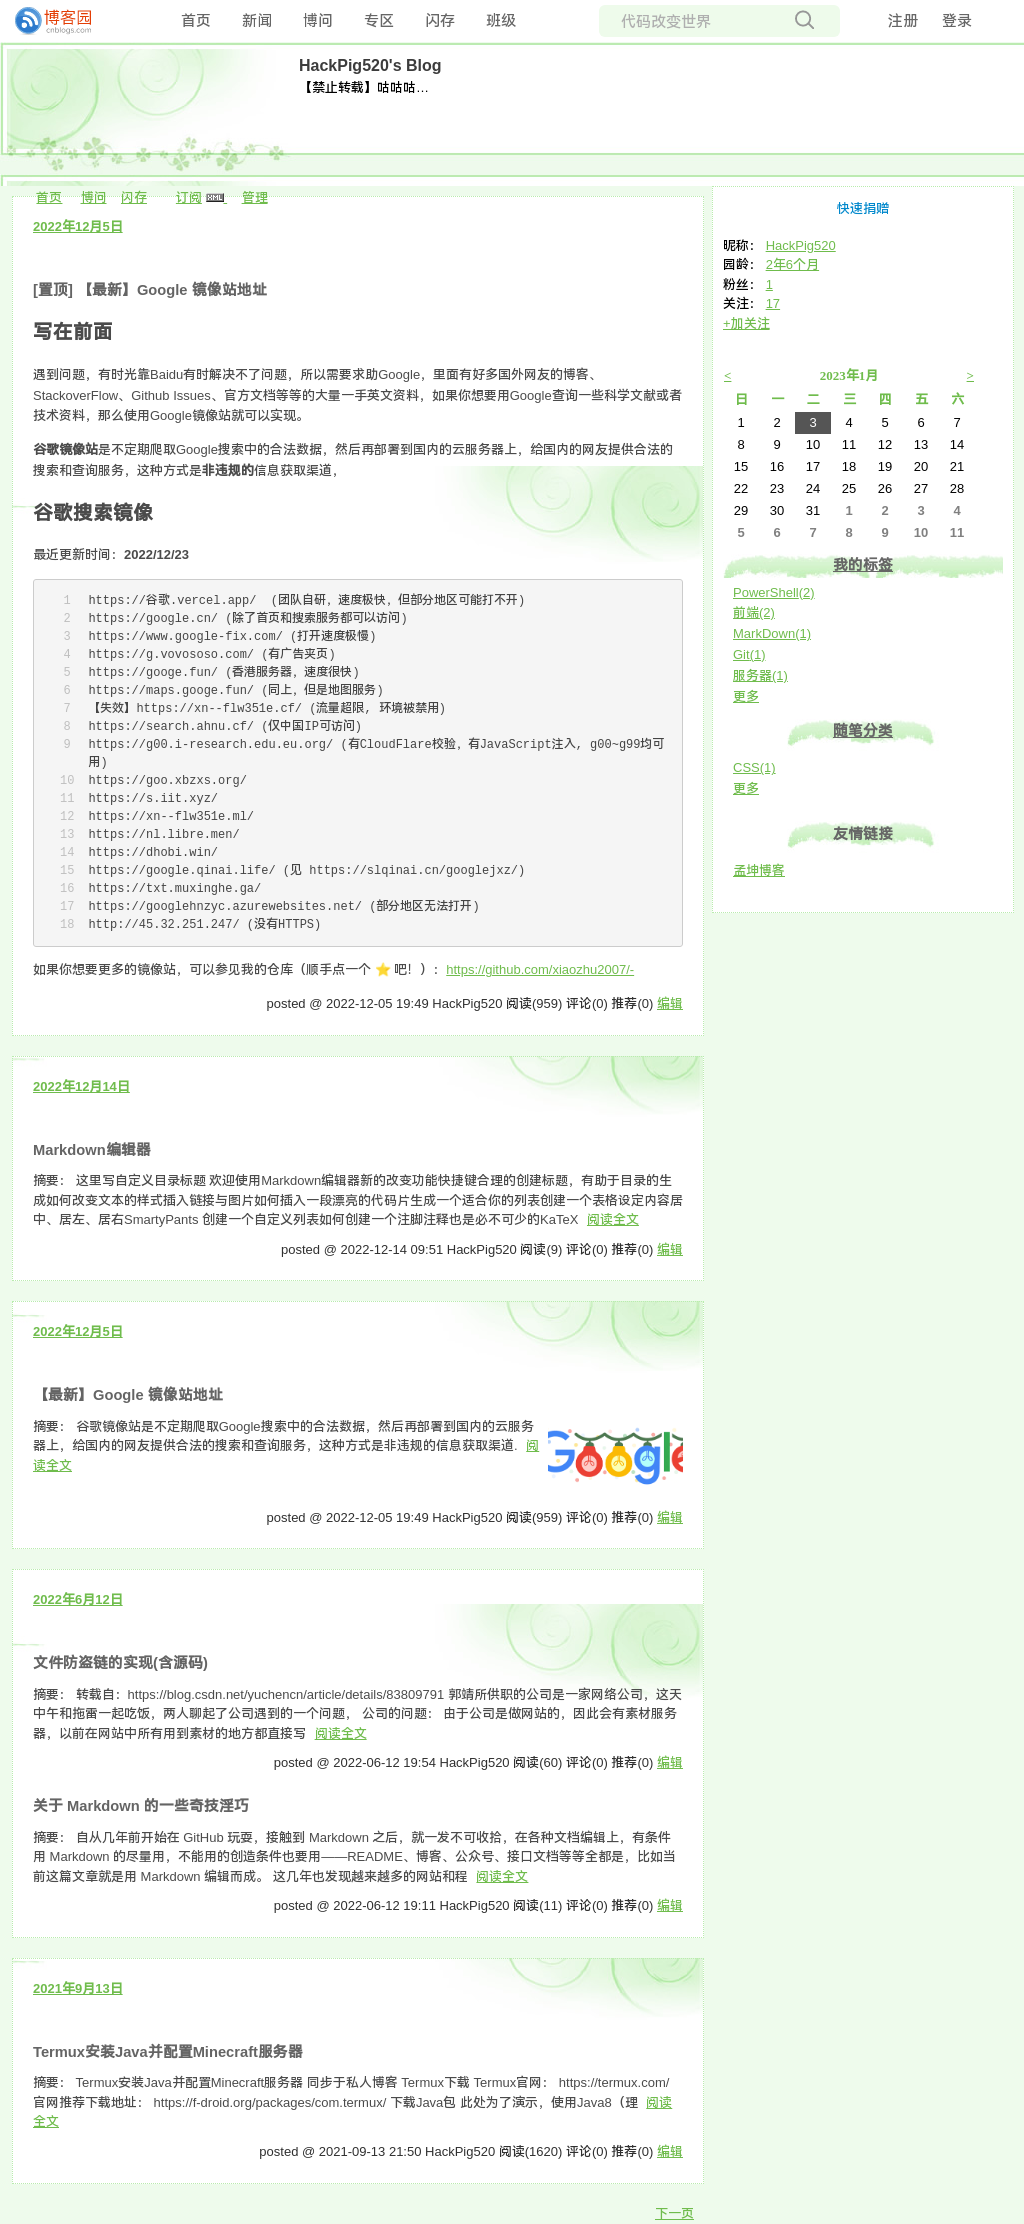 博客园
cnblogs.com
首页 新闻 博问 专区 闪存 班级
代码改变世界
注册 登录
HackPig520's Blog
【禁止转载】咕咕咕…
首页 博问 闪存 订阅 XML 管理
2022年12月5日
[置顶] 【最新】Google 镜像站地址
写在前面
遇到问题，有时光靠Baidu有时解决不了问题，所以需要求助Google，里面有好多国外网友的博客、
StackoverFlow、Github Issues、官方文档等等的大量一手英文资料，如果你想要用Google查询一些科学文献或者
技术资料，那么使用Google镜像站就可以实现。
谷歌镜像站是不定期爬取Google搜索中的合法数据，然后再部署到国内的云服务器上，给国内的网友提供合法的
搜索和查询服务，这种方式是非违规的信息获取渠道，
谷歌搜索镜像
最近更新时间：2022/12/23
1 https://谷歌.vercel.app/ (团队自研，速度极快，但部分地区可能打不开)
2 https://google.cn/ (除了首页和搜索服务都可以访问)
3 https://www.google-fix.com/ (打开速度极慢)
4 https://g.vovososo.com/ (有广告夹页)
5 https://googe.fun/ (香港服务器，速度很快)
6 https://maps.googe.fun/ (同上，但是地图服务)
7 【失效】https://xn--flw351e.cf/ (流量超限, 环境被禁用)
8 https://search.ahnu.cf/ (仅中国IP可访问)
9 https://g00.i-research.edu.eu.org/ (有CloudFlare校验，有JavaScript注入, g00~g99均可
用)
10 https://goo.xbzxs.org/
11 https://s.iit.xyz/
12 https://xn--flw351e.ml/
13 https://nl.libre.men/
14 https://dhobi.win/
15 https://google.qinai.life/ (见 https://slqinai.cn/googlejxz/)
16 https://txt.muxinghe.ga/
17 https://googlehnzyc.azurewebsites.net/ (部分地区无法打开)
18 http://45.32.251.247/ (没有HTTPS)
如果你想要更多的镜像站，可以参见我的仓库（顺手点一个 ⭐ 吧！）: https://github.com/xiaozhu2007/-
posted @ 2022-12-05 19:49 HackPig520 阅读(959) 评论(0) 推荐(0) 编辑
2022年12月14日
Markdown编辑器
摘要： 这里写自定义目录标题 欢迎使用Markdown编辑器新的改变功能快捷键合理的创建标题，有助于目录的生
成如何改变文本的样式插入链接与图片如何插入一段漂亮的代码片生成一个适合你的列表创建一个表格设定内容居
中、居左、居右SmartyPants 创建一个自定义列表如何创建一个注脚注释也是必不可少的KaTeX 阅读全文
posted @ 2022-12-14 09:51 HackPig520 阅读(9) 评论(0) 推荐(0) 编辑
2022年12月5日
【最新】Google 镜像站地址
摘要： 谷歌镜像站是不定期爬取Google搜索中的合法数据，然后再部署到国内的云服务
器上，给国内的网友提供合法的搜索和查询服务，这种方式是非违规的信息获取渠道. 阅
读全文
Google
posted @ 2022-12-05 19:49 HackPig520 阅读(959) 评论(0) 推荐(0) 编辑
2022年6月12日
文件防盗链的实现(含源码)
摘要： 转载自：https://blog.csdn.net/yuchencn/article/details/83809791 郭靖所供职的公司是一家网络公司，这天
中午和拖雷一起吃饭，两人聊起了公司遇到的一个问题， 公司的问题： 由于公司是做网站的，因此会有素材服务
器，以前在网站中所有用到素材的地方都直接写 阅读全文
posted @ 2022-06-12 19:54 HackPig520 阅读(60) 评论(0) 推荐(0) 编辑
关于 Markdown 的一些奇技淫巧
摘要： 自从几年前开始在 GitHub 玩耍，接触到 Markdown 之后，就一发不可收拾，在各种文档编辑上，有条件
用 Markdown 的尽量用，不能用的创造条件也要用——README、博客、公众号、接口文档等等全都是，比如当
前这篇文章就是用 Markdown 编辑而成。 这几年也发现越来越多的网站和程 阅读全文
posted @ 2022-06-12 19:11 HackPig520 阅读(11) 评论(0) 推荐(0) 编辑
2021年9月13日
Termux安装Java并配置Minecraft服务器
摘要： Termux安装Java并配置Minecraft服务器 同步于私人博客 Termux下载 Termux官网： https://termux.com/
官网推荐下载地址： https://f-droid.org/packages/com.termux/ 下载Java包 此处为了演示，使用Java8（理 阅读
全文
posted @ 2021-09-13 21:50 HackPig520 阅读(1620) 评论(0) 推荐(0) 编辑
下一页
快速捐赠
昵称： HackPig520
园龄： 2年6个月
粉丝： 1
关注： 17
+加关注
< 2023年1月 >
日 一 二 三 四 五 六
1 2 3 4 5 6 7
8 9 10 11 12 13 14
15 16 17 18 19 20 21
22 23 24 25 26 27 28
29 30 31 1 2 3 4
5 6 7 8 9 10 11
我的标签
PowerShell(2)
前端(2)
MarkDown(1)
Git(1)
服务器(1)
更多
随笔分类
CSS(1)
更多
友情链接
孟坤博客